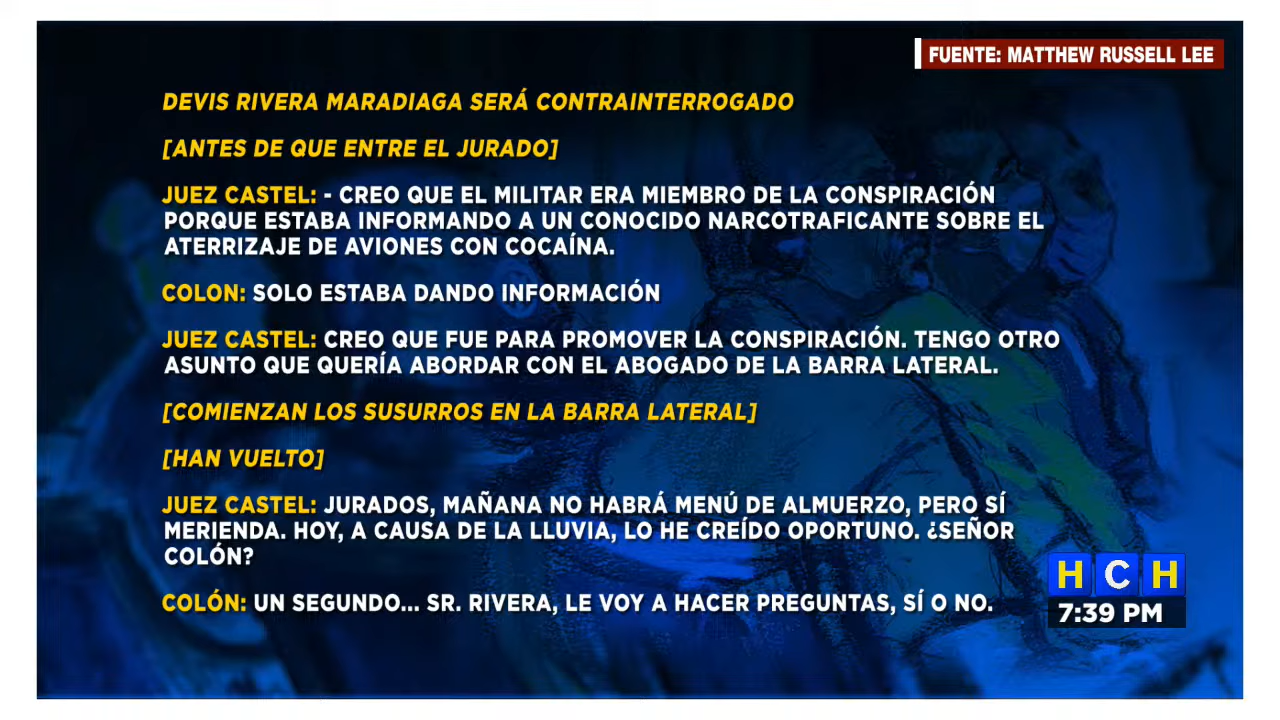 FUENTE: MATTHEW RUSSELL LEE
DEVIS RIVERA MARADIAGA SERÁ CONTRAINTERROGADO
[ANTES DE QUE ENTRE EL JURADO]
JUEZ CASTEL: - CREO QUE EL MILITAR ERA MIEMBRO DE LA CONSPIRACIÓN
PORQUE ESTABA INFORMANDO A UN CONOCIDO NARCOTRAFICANTE SOBRE EL
ATERRIZAJE DE AVIONES CON COCAÍNA.
COLON: SOLO ESTABA DANDO INFORMACIÓN
JUEZ CASTEL: CREO QUE FUE PARA PROMOVER LA CONSPIRACIÓN. TENGO OTRO
ASUNTO QUE QUERÍA ABORDAR CON EL ABOGADO DE LA BARRA LATERAL.
[COMIENZAN LOS SUSURROS EN LA BARRA LATERAL]
[HAN VUELTO]
JUEZ CASTEL: JURADOS, MAÑANA NO HABRÁ MENÚ DE ALMUERZO, PERO SÍ
MERIENDA. HOY, A CAUSA DE LA LLUVIA, LO HE CREÍDO OPORTUNO. ¿SEÑOR
COLÓN?
COLÓN: UN SEGUNDO... SR. RIVERA, LE VOY A HACER PREGUNTAS, SÍ O NO.
HCH
7:39 PM